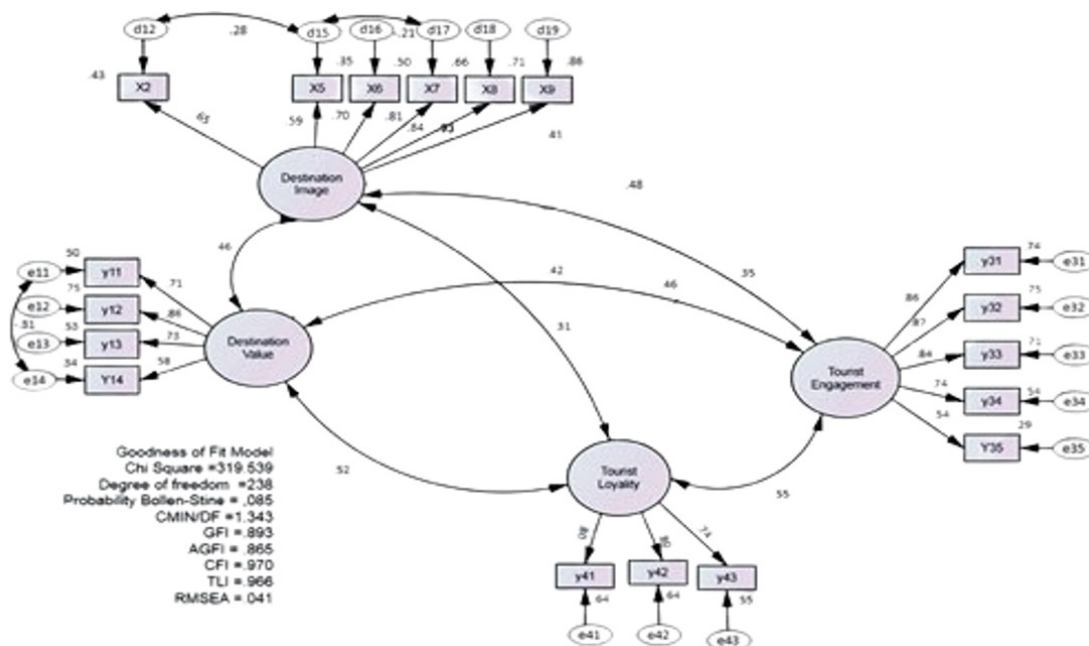 d12
d15
d16
d17
d18
d19
.28
-.21
.43
.35
.50
.66
.71
.86
X2
X5
X6
X7
X8
X9
.59
.70
.81
.84
.93
.41
Destination
Image
.48
46
.42
46
.35
.31
e11
.50
y11
.71
e12
.75
y12
.86
-.31
e13
.53
y13
.73
e14
.34
Y14
.58
Destination
Value
Tourist
Engagement
.86
y31
.74
e31
.87
y32
.75
e32
.84
y33
.71
e33
.74
y34
.54
e34
.54
Y35
29
e35
Goodness of Fit Model
Chi Square =319.539
Degree of freedom =238
Probability Bollen-Stine = ,085
CMIN/DF =1.343
GFI =.893
AGFI =.865
CFI =.970
TLI =.966
RMSEA =.041
.52
Tourist
Loyality
.55
.80
.80
.74
y41
y42
y43
.64
.64
.55
e41
e42
e43